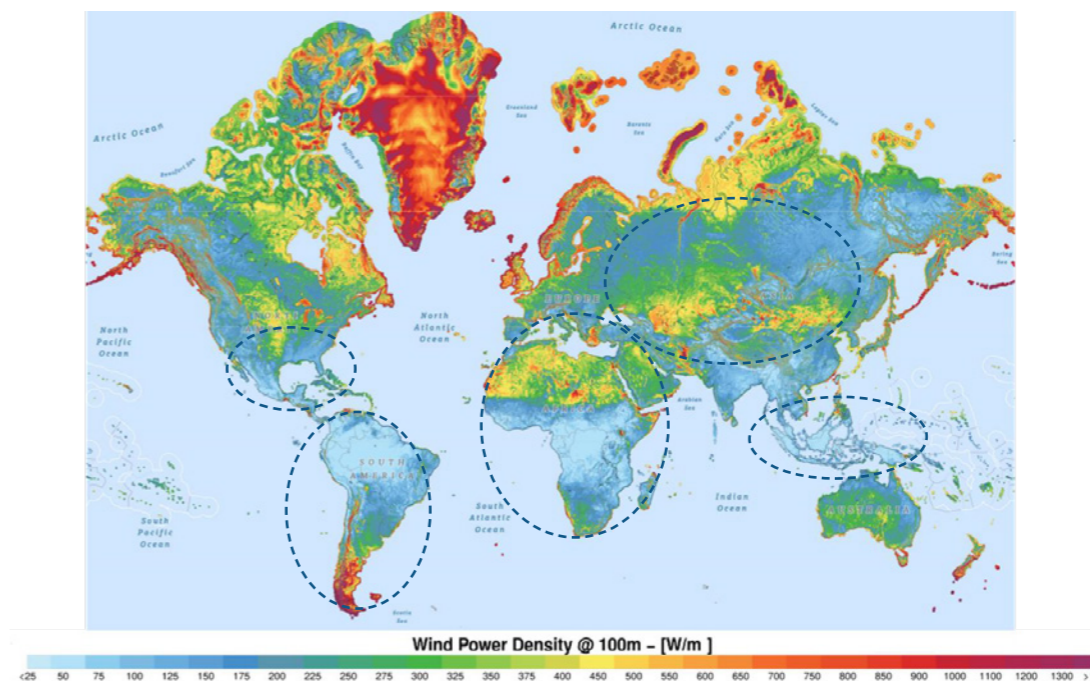 Arctic Ocean
Greenland
Sea
Barents
Sea
Kara Sea
Laptev Sea
Arctic Ocean
Beaufort Sea
Baffin Bay
Bering
Sea
EUROPE
NORTH
North
Pacific
Ocean
North
Atlantic
Ocean
Arabian
Sea
AFRICA
SOUTH
AMERICA
South
Pacific
Ocean
South
Atlantic
Ocean
Indian
Ocean
AUSTRALIA
Scotia
Sea
Wind Power Density @ 100m – [W/m ]
<25 50 75 100 125 150 175 200 225 250 275 300 325 350 375 400 450 500 550 600 650 700 750 800 850 900 1000 1100 1200 1300 >